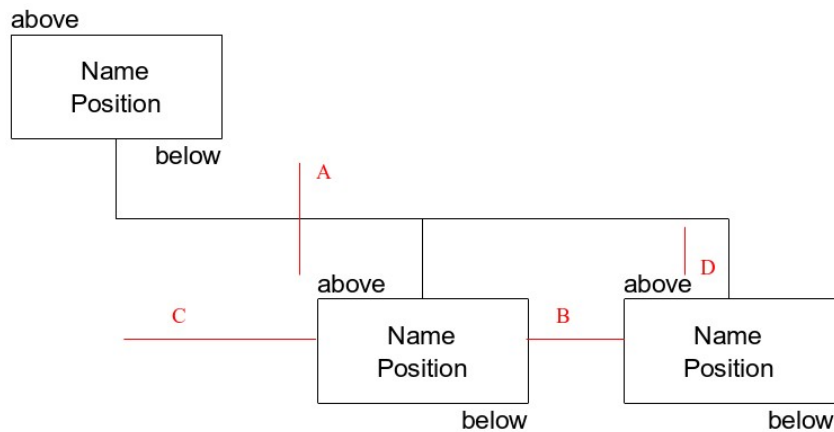 above
Name
Position
below
A
D
above
above
C
B
Name
Position
Name
Position
below
below